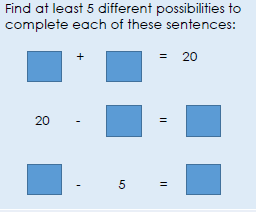 Find at least 5 different possibilities to
complete each of these sentences:
+ = 20
20 - =
- 5 =